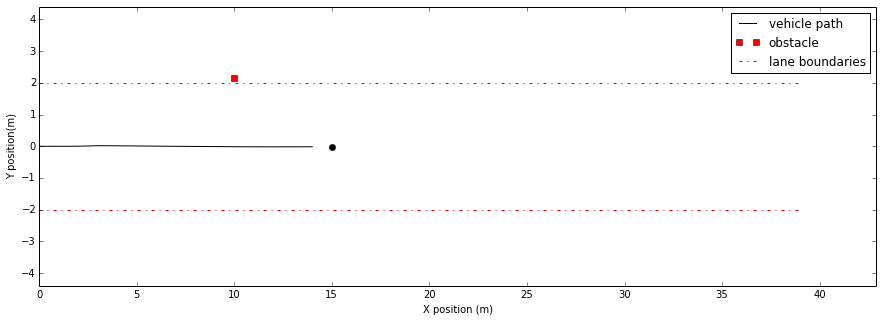 4
3
2
1
0
−1
−2
−3
−4
Y position(m)
0 5 10 15 20 25 30 35 40
X position (m)
vehicle path
obstacle
lane boundaries